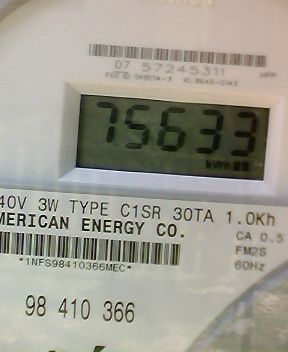 07 57245311
HPP
75633
kWh
40V 3W TYPE C1SR 30TA 1.0Kh
MERICAN ENERGY CO.
CA 0.5
FM2S
60Hz
*1NFS98410366MEC*
98 410 366